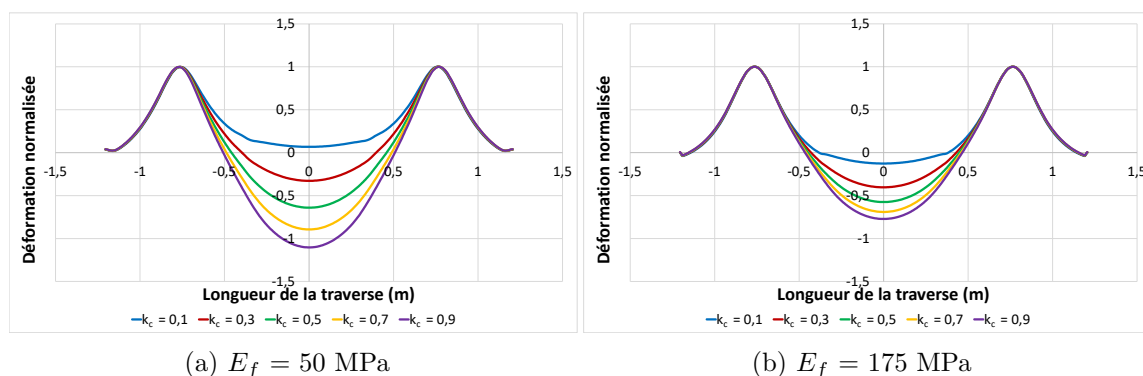 1,5
1
0,5
0
-0,5
-1
-1,5
-1,5
-1
-0,5
0
0,5
1
1,5
Déformation normalisée
Longueur de la traverse (m)
k_c = 0,1
k_c = 0,3
k_c = 0,5
k_c = 0,7
k_c = 0,9
(a) E_f = 50 MPa
1,5
1
0,5
0
-0,5
-1
-1,5
-1,5
-1
-0,5
0
0,5
1
1,5
Déformation normalisée
Longueur de la traverse (m)
k_c = 0,1
k_c = 0,3
k_c = 0,5
k_c = 0,7
k_c = 0,9
(b) E_f = 175 MPa